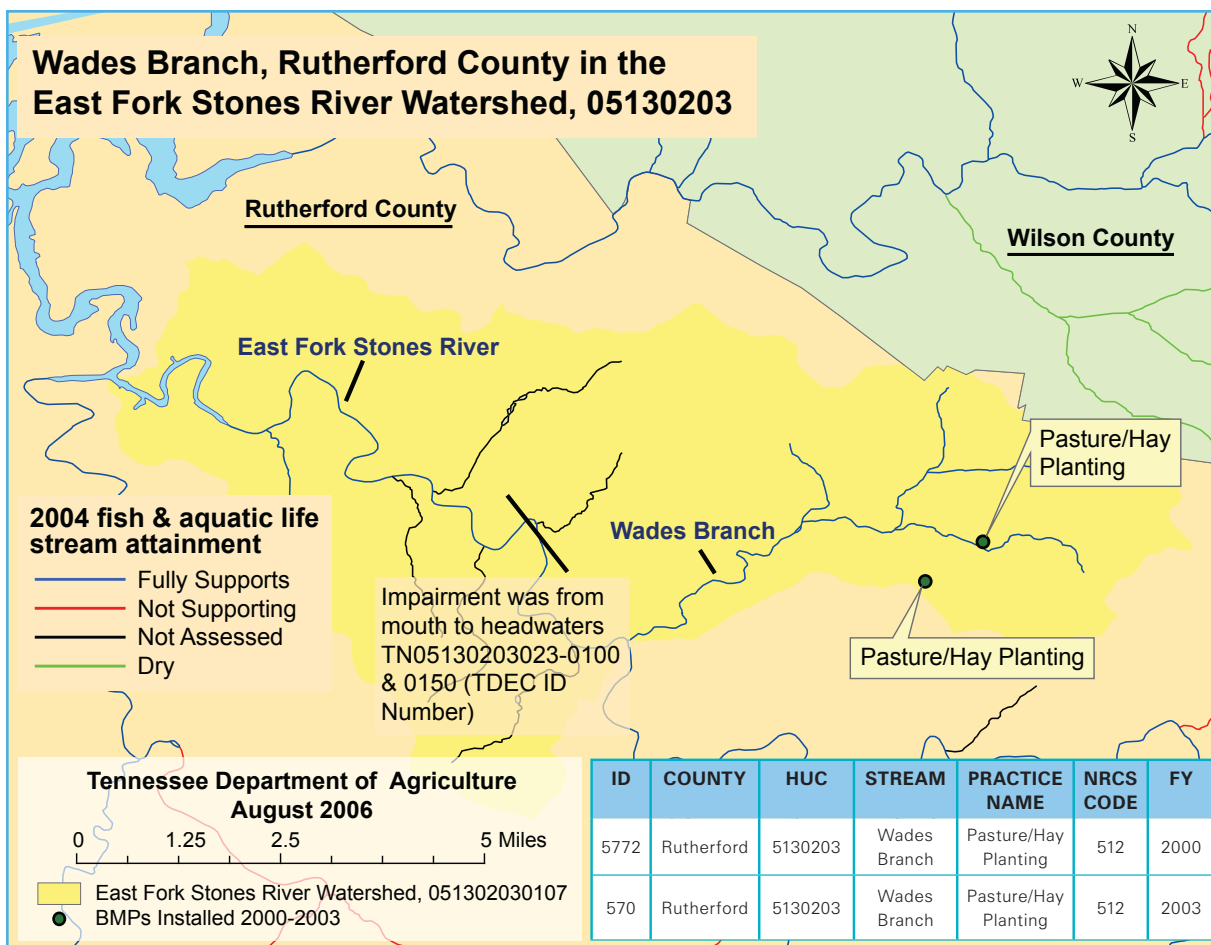 Wades Branch, Rutherford County in the
East Fork Stones River Watershed, 05130203
N
W
E
S
Rutherford County
Wilson County
East Fork Stones River
Pasture/Hay
Planting
Wades Branch
2004 fish & aquatic life
stream attainment
Fully Supports
Not Supporting
Not Assessed
Dry
Impairment was from
mouth to headwaters
TN05130203023-0100
& 0150 (TDEC ID
Number)
Pasture/Hay Planting
Tennessee Department of Agriculture
August 2006
0 1.25 2.5 5 Miles
East Fork Stones River Watershed, 051302030107
BMPs Installed 2000-2003
ID COUNTY HUC STREAM PRACTICE NAME NRCS CODE FY
5772 Rutherford 5130203 Wades Branch Pasture/Hay Planting 512 2000
570 Rutherford 5130203 Wades Branch Pasture/Hay Planting 512 2003